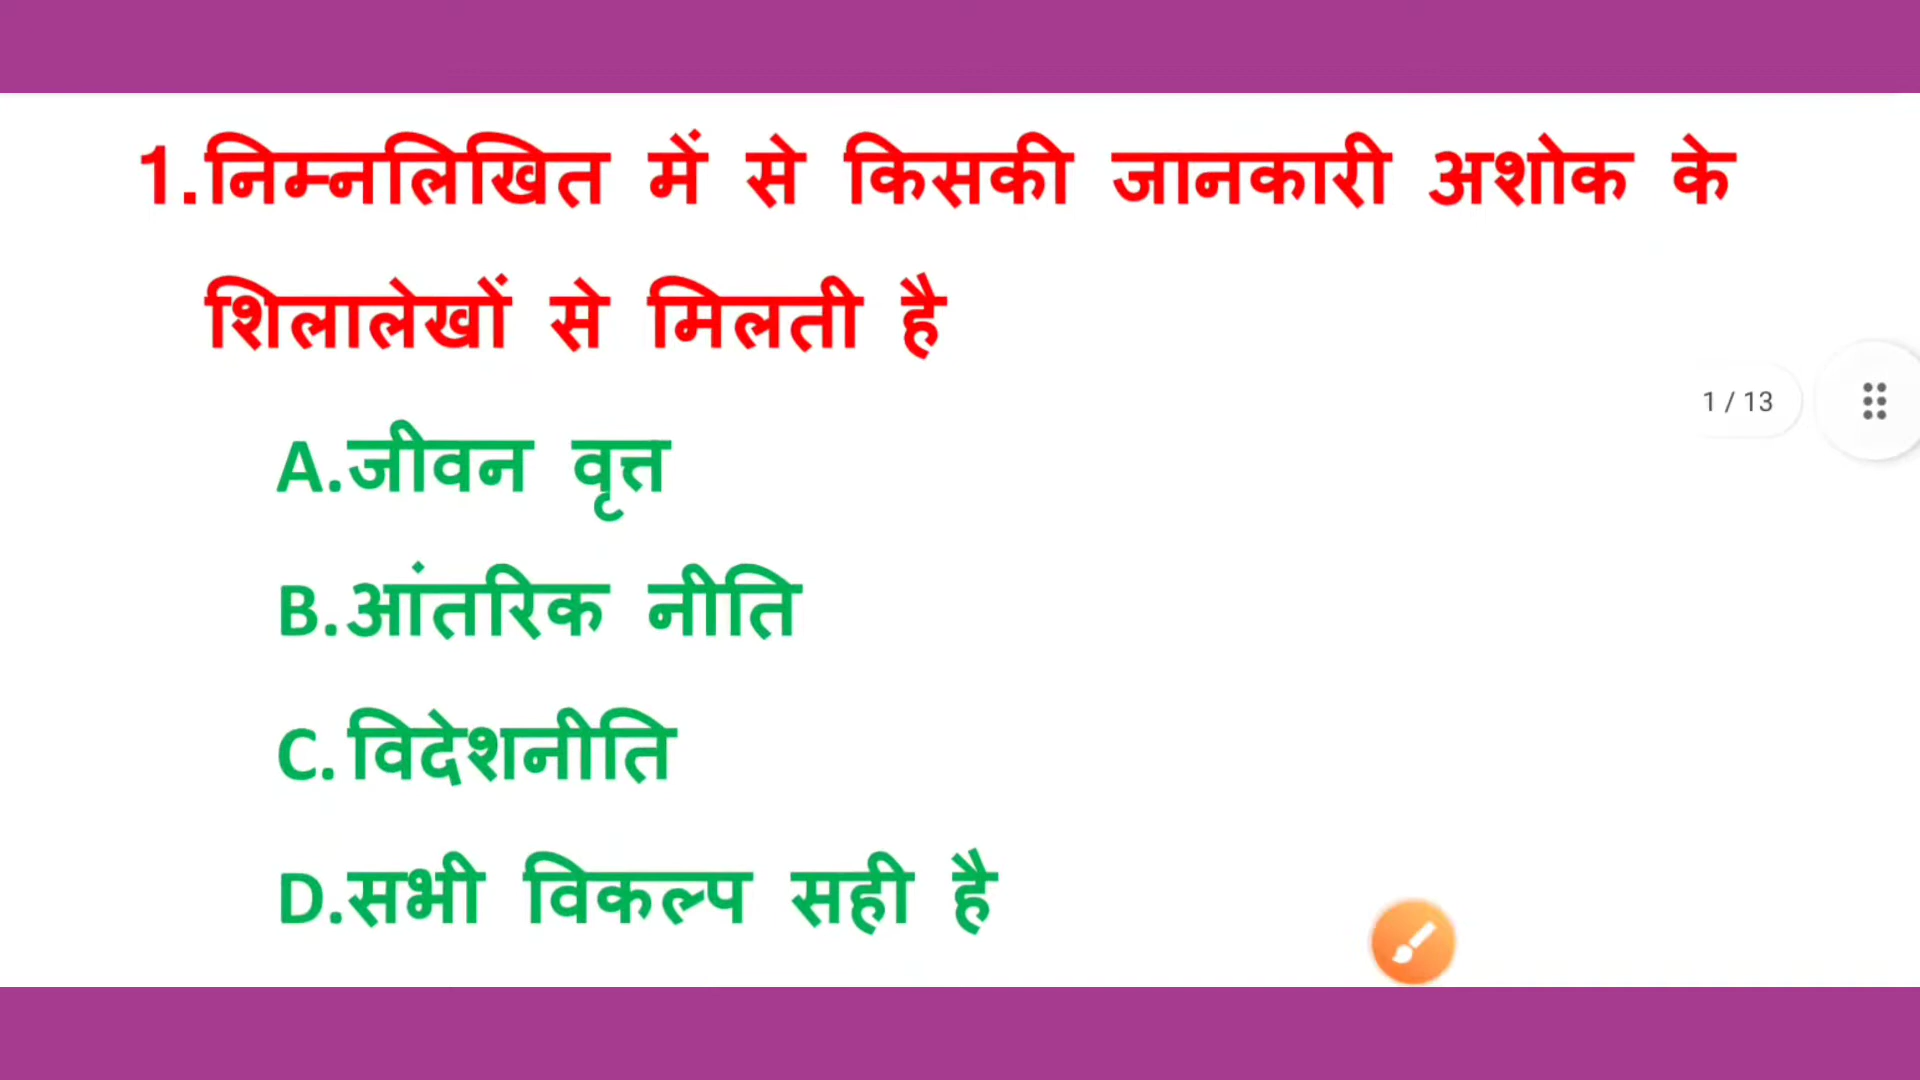 1.निम्नलिखित में से किसकी जानकारी अशोक के
शिलालेखों से मिलती है
1 / 13
A.जीवन वृत्त
B.आंतरिक नीति
C.विदेशनीति
D.सभी विकल्प सही है